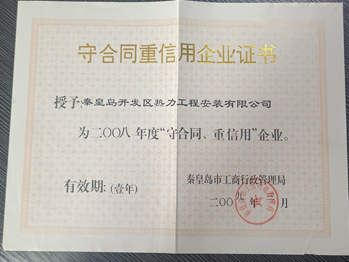 守合同重信用企业证书
授予:秦皇岛开发区热力工程安装有限公司
为二〇〇八年度“守合同、重信用”企业。
有效期:(壹年)
秦皇岛市工商行政管理局
二〇〇九年 月